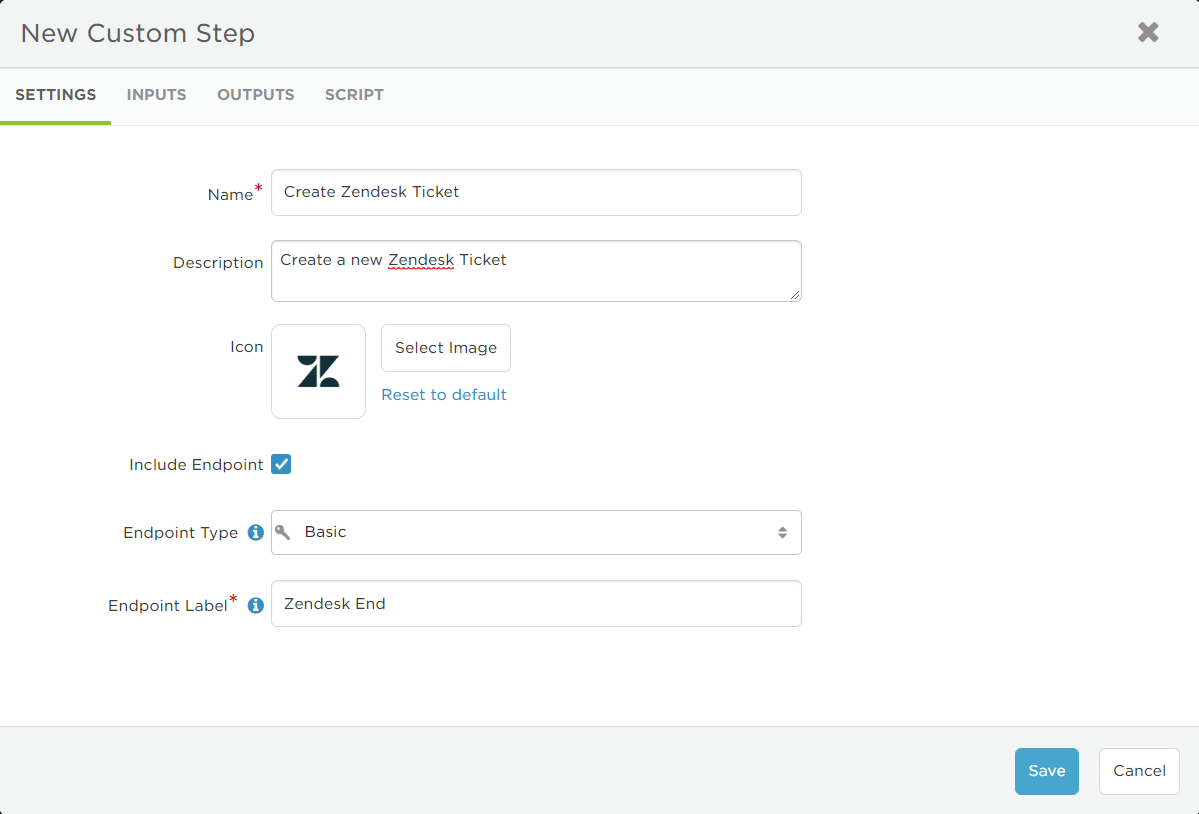 New Custom Step
SETTINGS INPUTS OUTPUTS SCRIPT
Name* Create Zendesk Ticket
Description Create a new Zendesk Ticket
Icon Select Image
Reset to default
Include Endpoint
Endpoint Type Basic
Endpoint Label* Zendesk End
Save Cancel